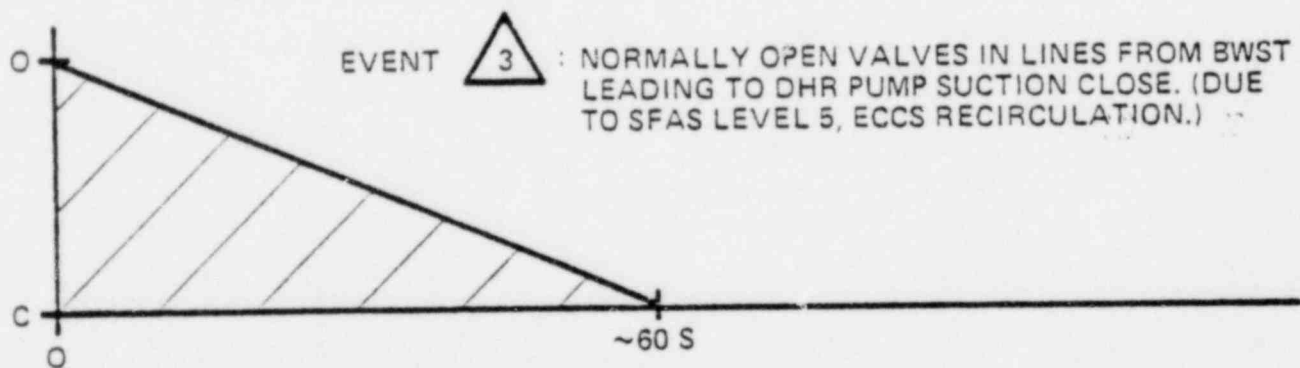 O
EVENT 3 : NORMALLY OPEN VALVES IN LINES FROM BWST
LEADING TO DHR PUMP SUCTION CLOSE. (DUE
TO SFAS LEVEL 5, ECCS RECIRCULATION.)
C
~60 S
O